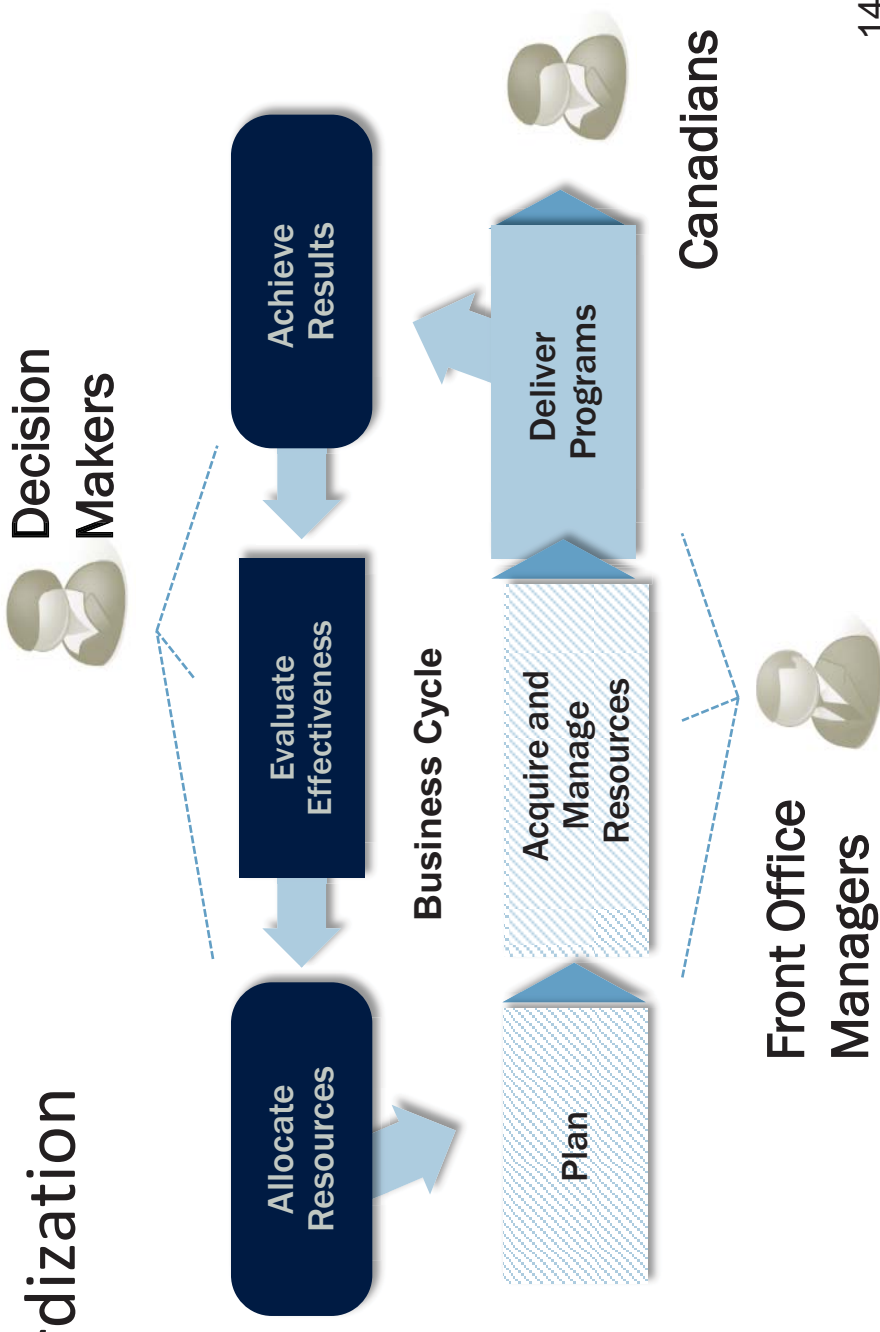 rdization
Decision
Makers
Allocate
Resources
Evaluate
Effectiveness
Achieve
Results
Business Cycle
Plan
Acquire and
Manage
Resources
Deliver
Programs
Canadians
Front Office
Managers
14